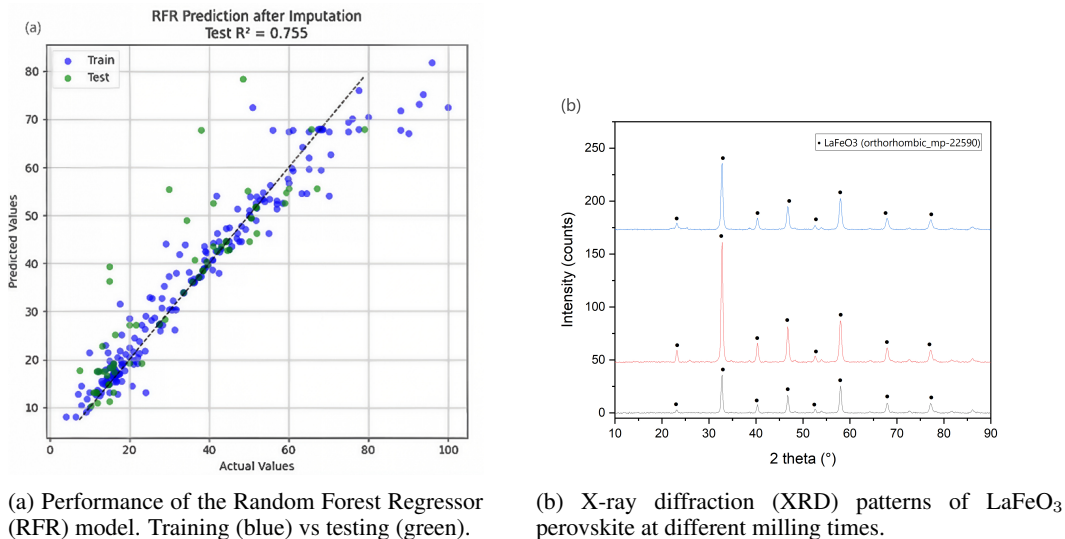 (a)
RFR Prediction after Imputation
Test R² = 0.755
Train
Test
80
70
60
50
40
30
20
10
Predicted Values
0 20 40 60 80 100
Actual Values
(a) Performance of the Random Forest Regressor
(RFR) model. Training (blue) vs testing (green).
(b)
LaFeO3 (orthorhombic_mp-22590)
250
200
150
100
50
0
Intensity (counts)
10 20 30 40 50 60 70 80 90
2 theta (°)
(b) X-ray diffraction (XRD) patterns of LaFeO₃
perovskite at different milling times.